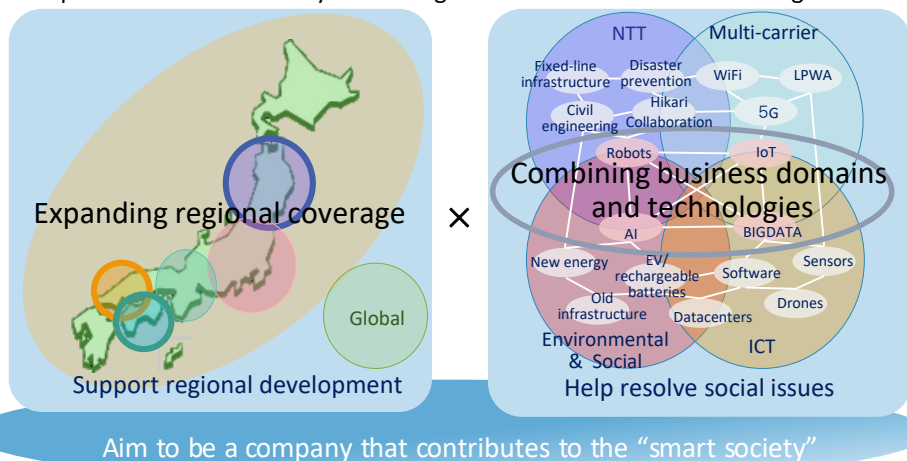 Expanding regional coverage
Global
Support regional development
×
NTT
Multi-carrier
Fixed-line
infrastructure
Disaster
prevention
WiFi
LPWA
Civil
engineering
Hikari
Collaboration
5G
Robots
IoT
Combining business domains
and technologies
AI
BIGDATA
New energy
EV/
rechargeable
batteries
Software
Sensors
Old
infrastructure
Datacenters
Drones
Environmental
& Social
ICT
Help resolve social issues
Aim to be a company that contributes to the “smart society”